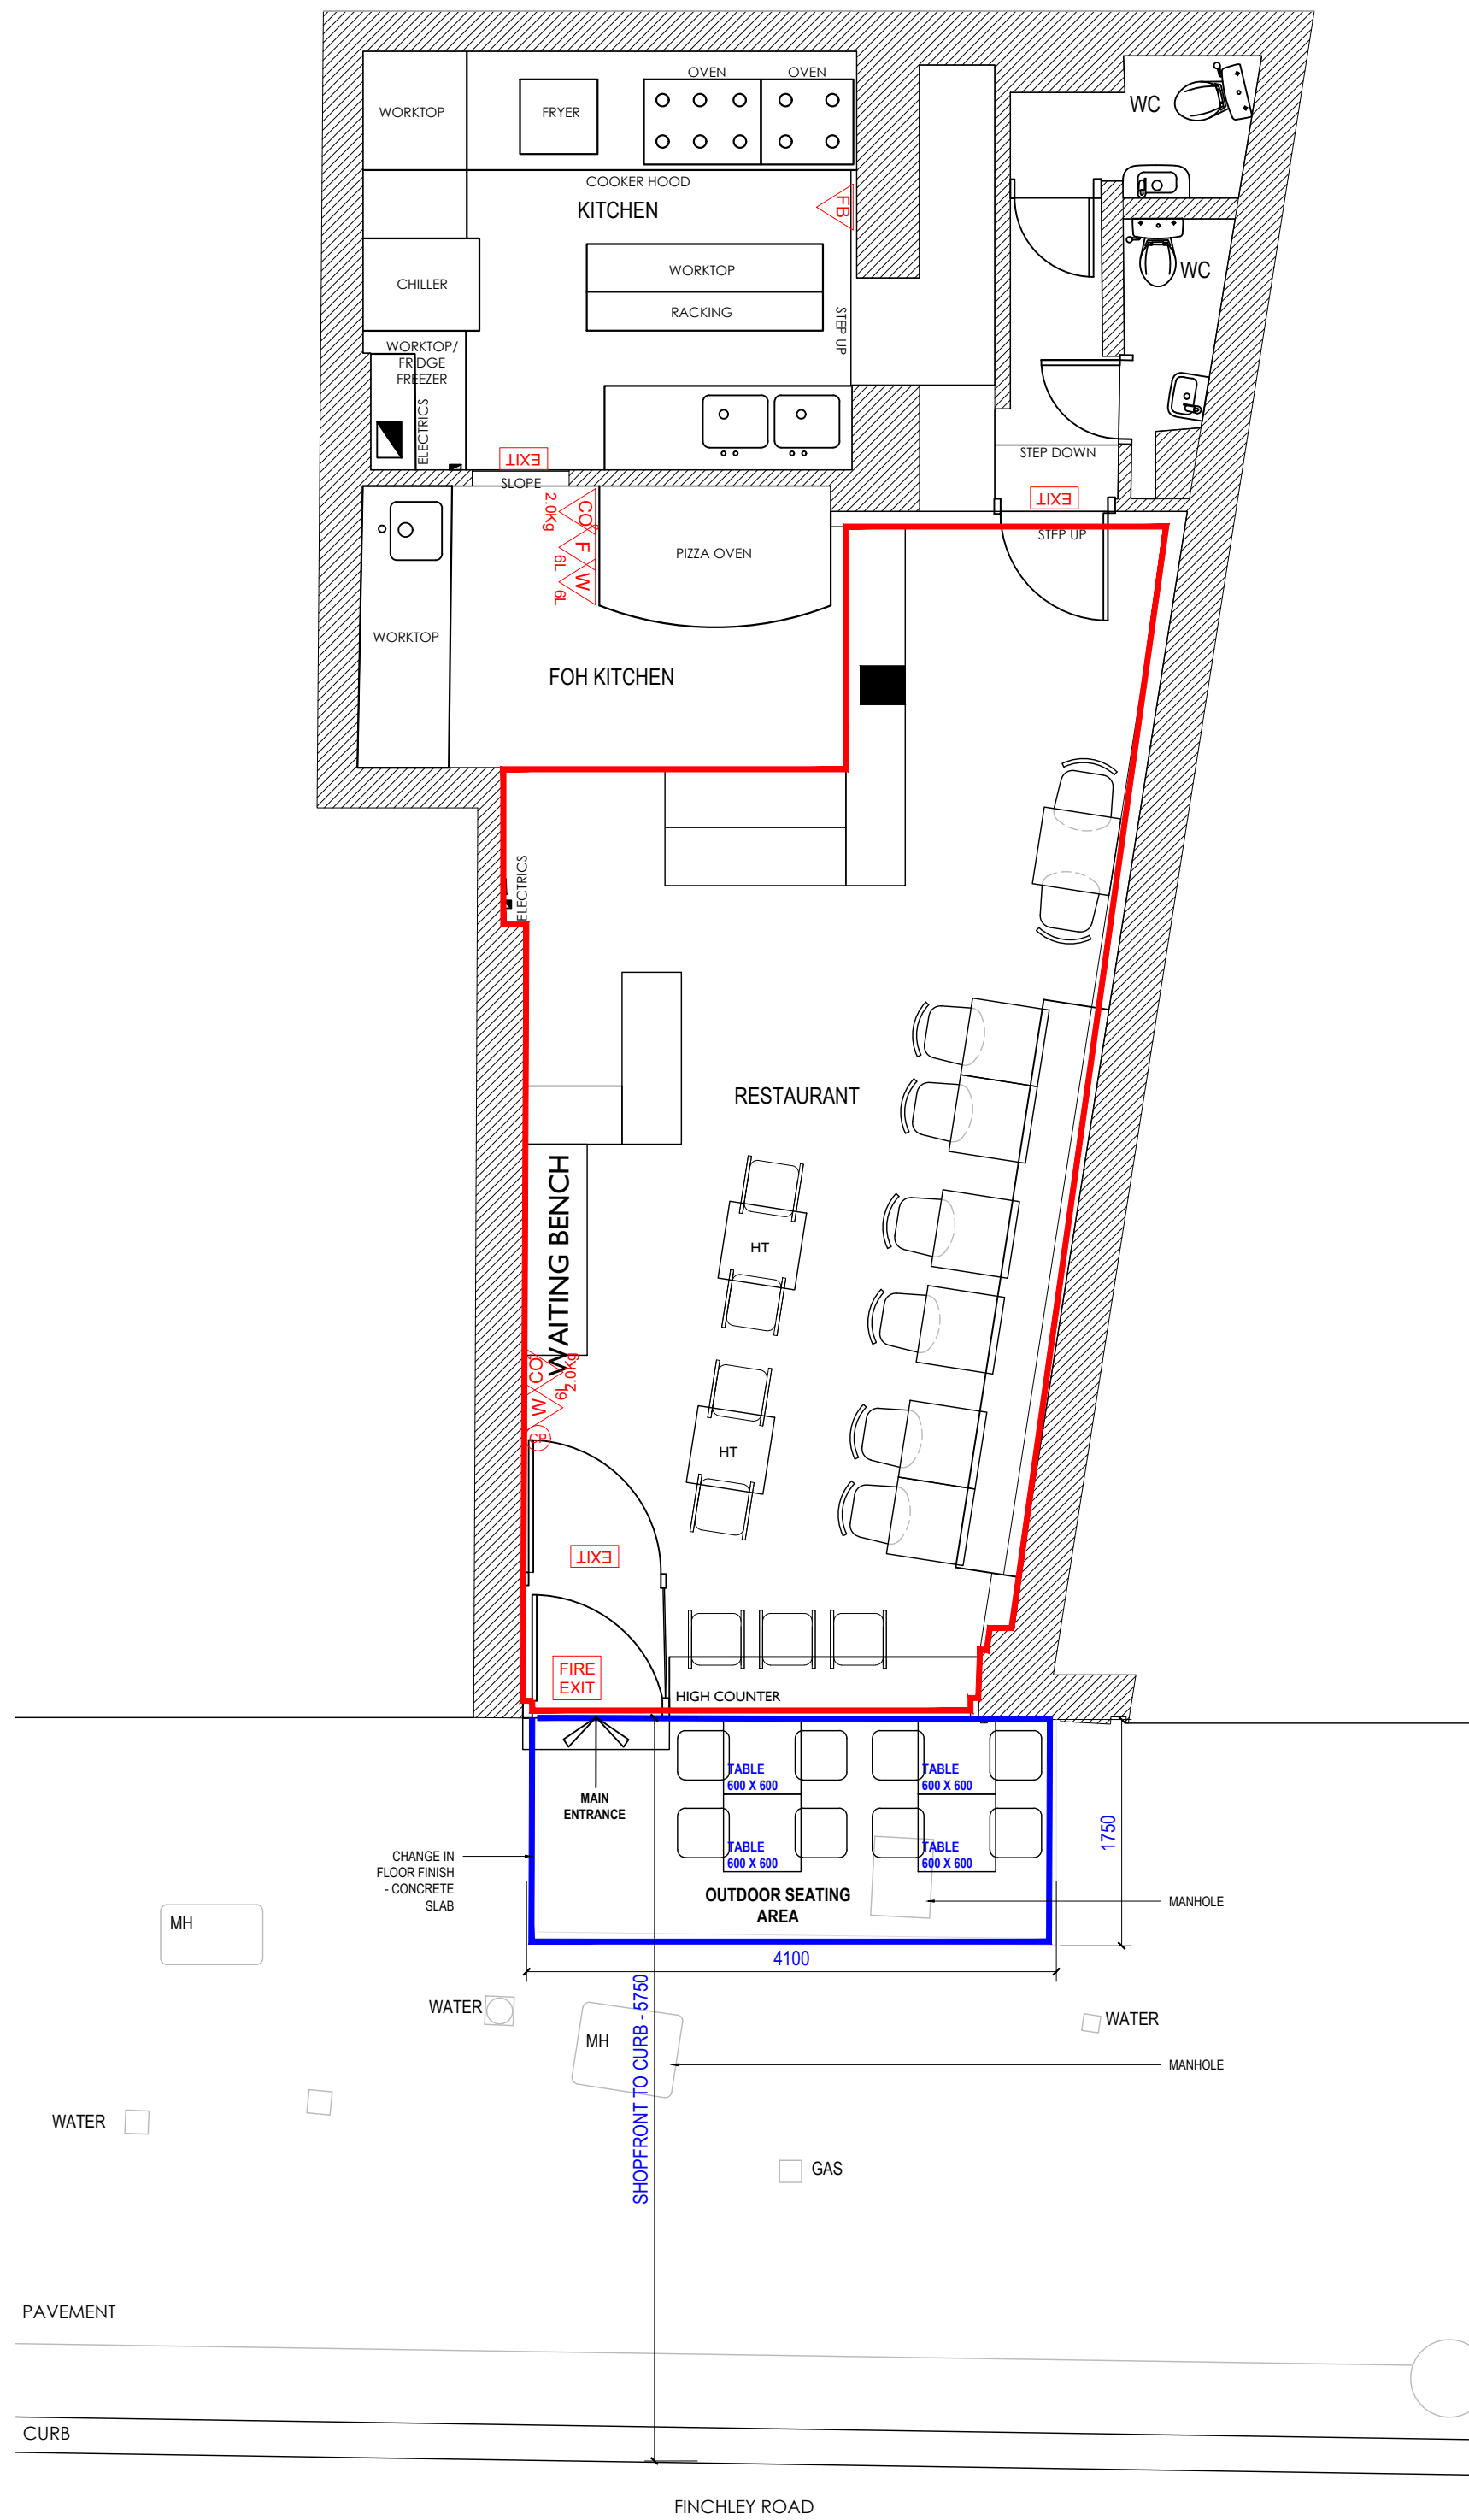 OVEN
OVEN
WORKTOP
FRYER
WC
COOKER HOOD
KITCHEN
FB
WC
WORKTOP
CHILLER
RACKING
STEP UP
WORKTOP/
FRIDGE
FREEZER
ELECTRICS
EXIT
SLOPE
STEP DOWN
EXIT
STEP UP
CO²
2.0Kg
F
6L
W
6L
PIZZA OVEN
WORKTOP
FOH KITCHEN
ELECTRICS
RESTAURANT
WAITING BENCH
HT
CO
2.0Kg
W
6L
CP
HT
EXIT
FIRE
EXIT
HIGH COUNTER
MAIN
ENTRANCE
TABLE
600 X 600
TABLE
600 X 600
TABLE
600 X 600
TABLE
600 X 600
1750
CHANGE IN
FLOOR FINISH
- CONCRETE
SLAB
OUTDOOR SEATING
AREA
MANHOLE
MH
4100
WATER
SHOPFRONT TO CURB - 5750
MH
WATER
MANHOLE
WATER
GAS
PAVEMENT
CURB
FINCHLEY ROAD